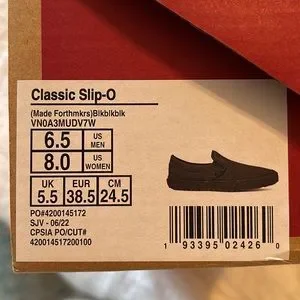 Classic Slip-O
(Made Forthmkrs)Blkblkblk
VN0A3MUDV7W
6.5 US MEN
8.0 US WOMEN
UK EUR CM
5.5 38.5 24.5
PO#4200145172
SJV - 06/22
CPSIA PO/CUT#
420014517200100
1 93395 02426 0